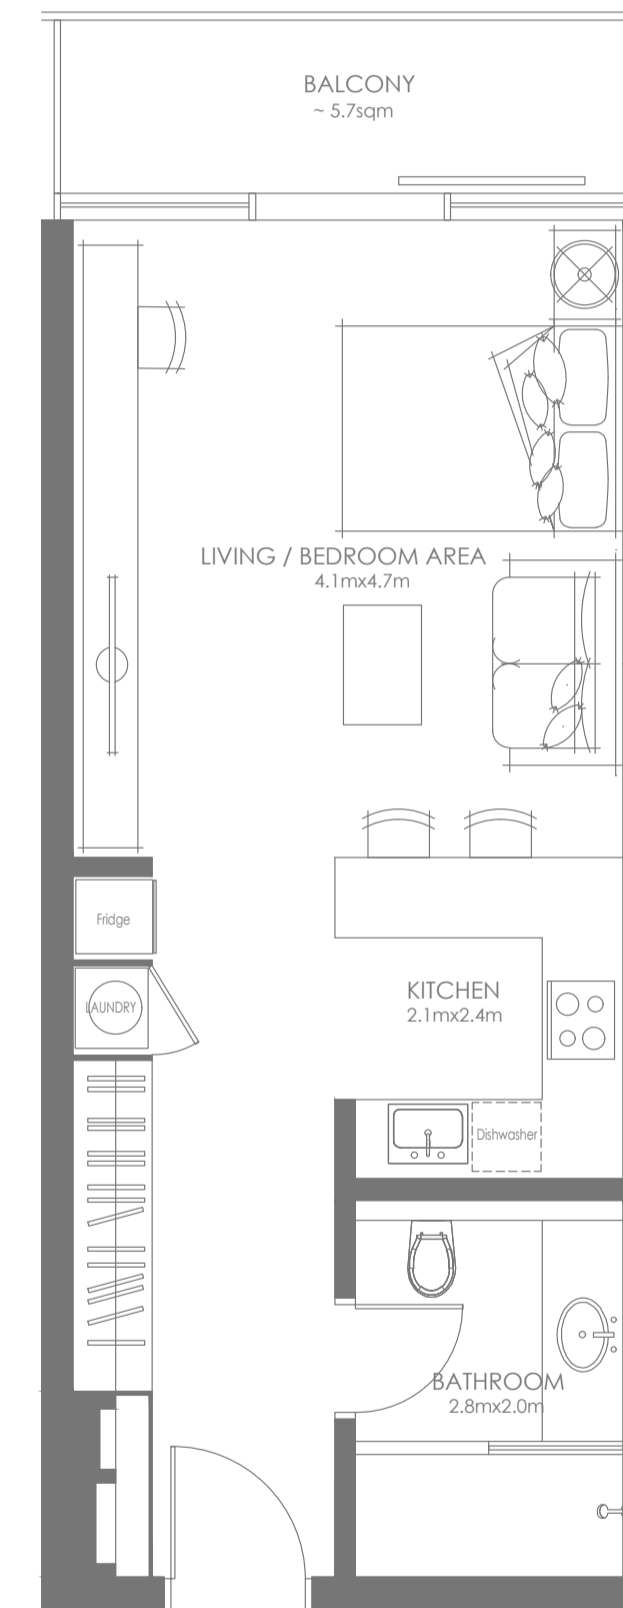 BALCONY
~ 5.7sqm
LIVING / BEDROOM AREA
4.1mx4.7m
Fridge
LAUNDRY
KITCHEN
2.1mx2.4m
Dishwasher
BATHROOM
2.8mx2.0m